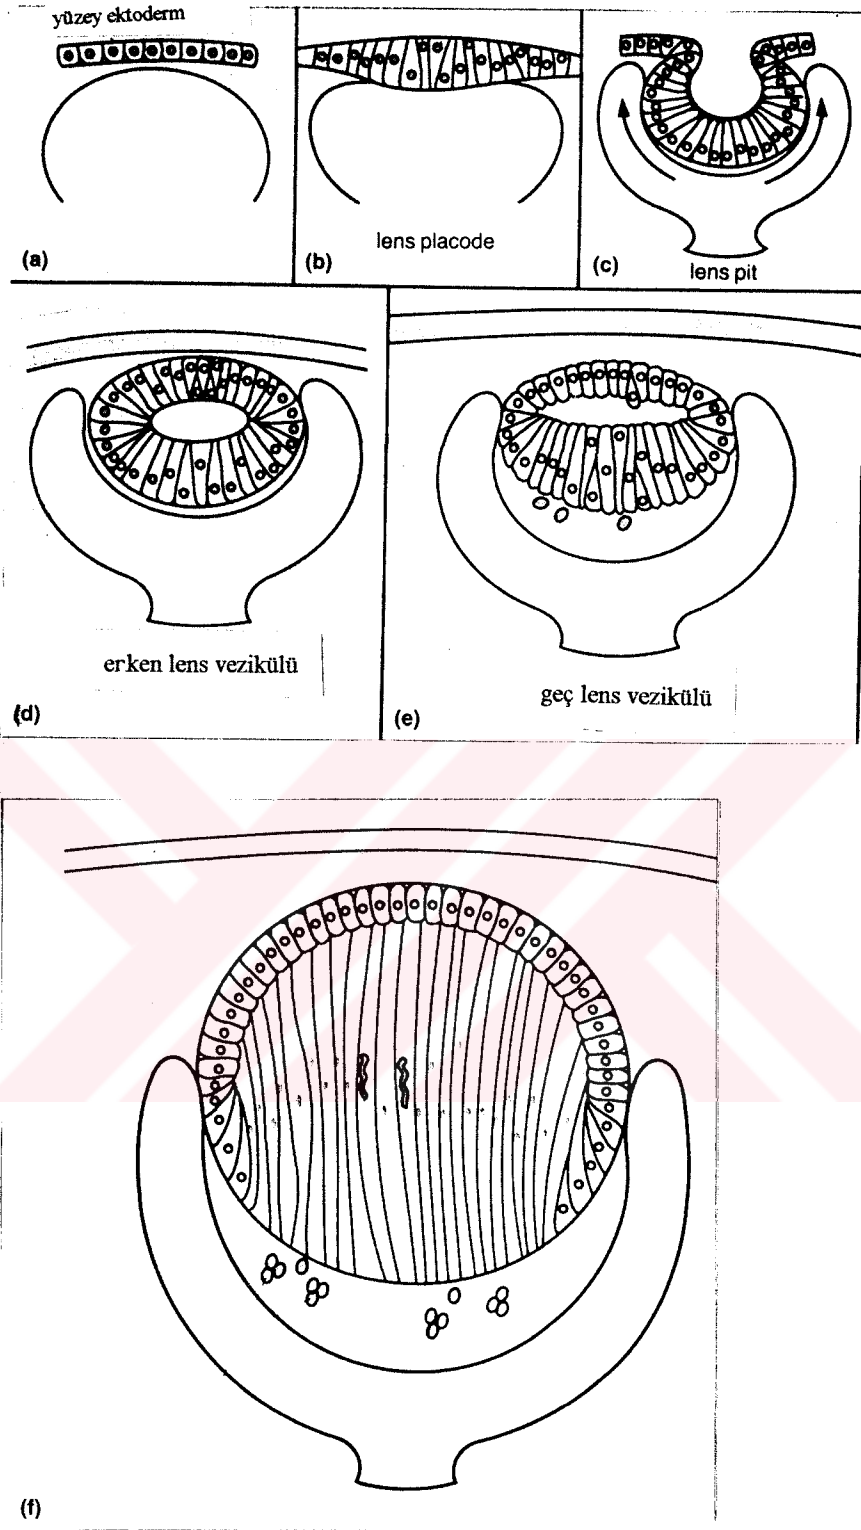 yüzey ektoderm
(a)
lens placode
(b)
lens pit
(c)
erken lens vezikülü
(d)
geç lens vezikülü
(e)
(f)